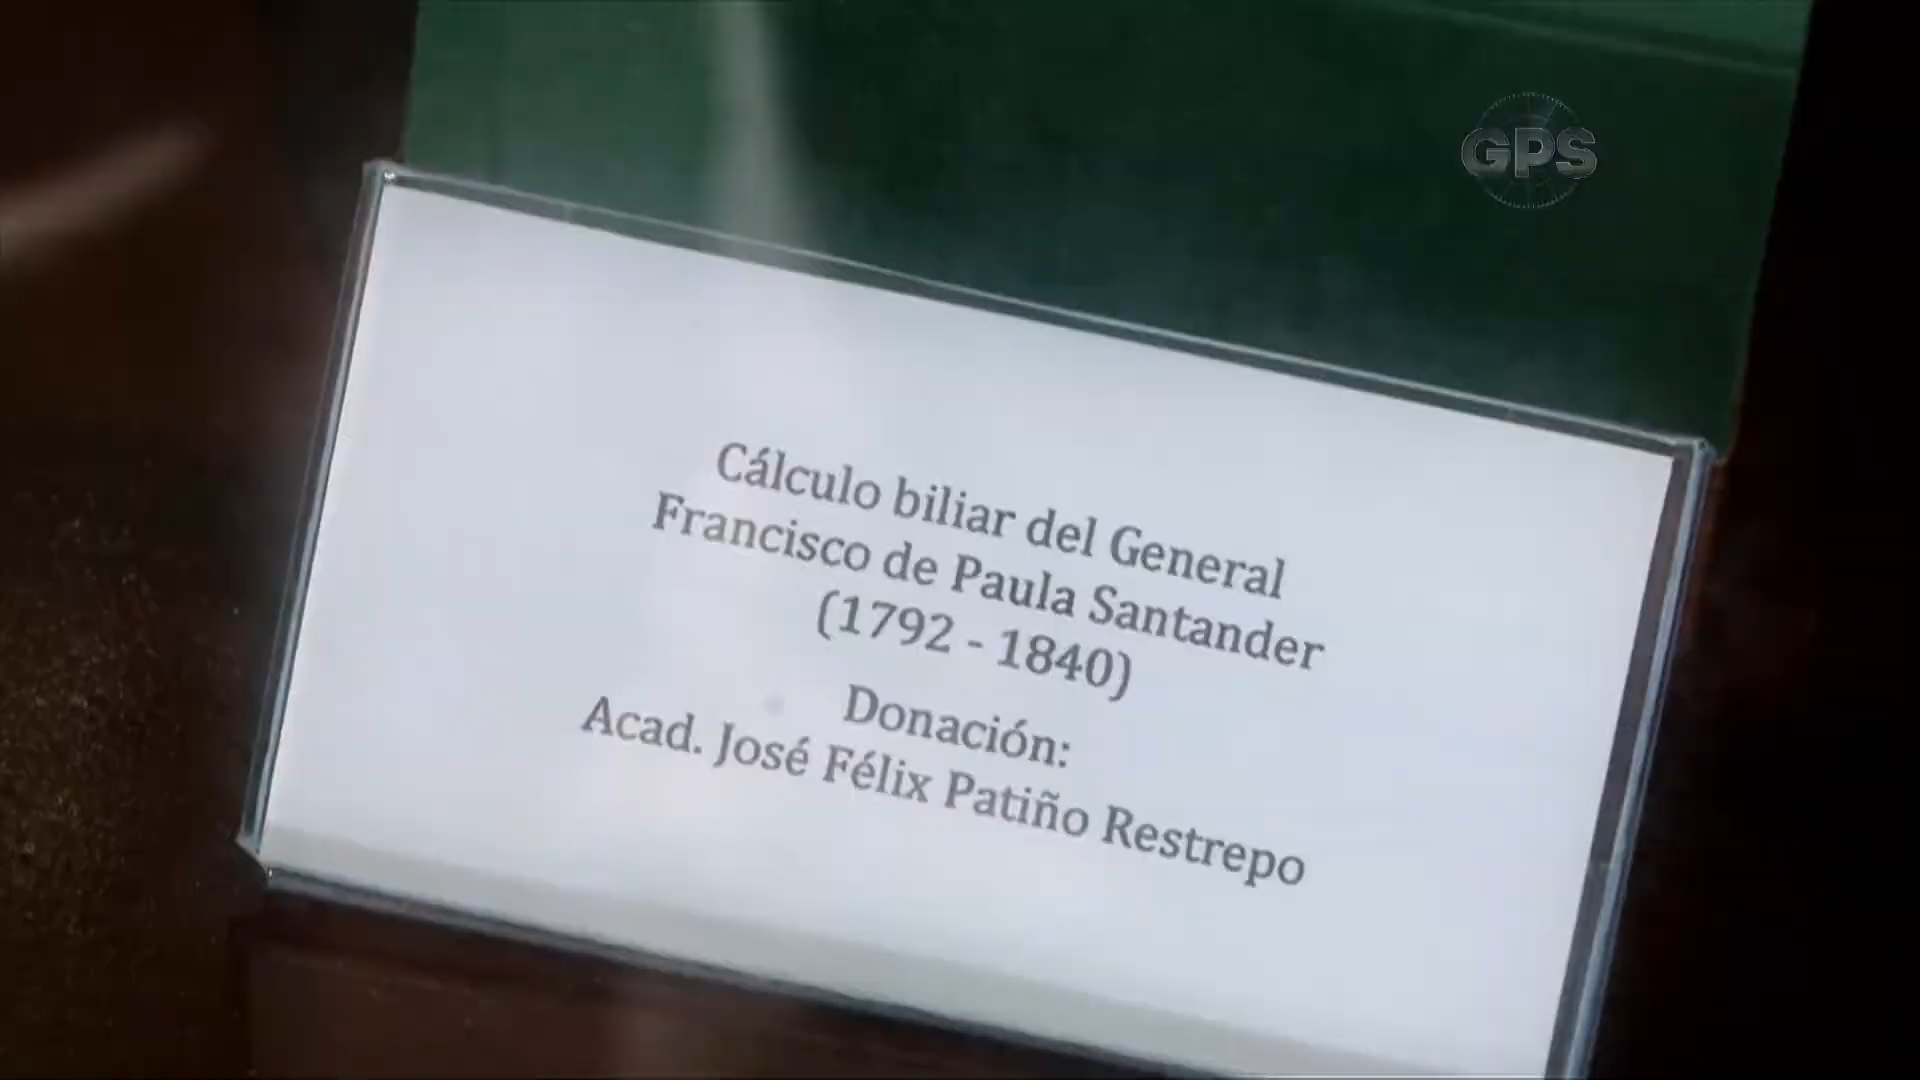 GPS
Cálculo biliar del General
Francisco de Paula Santander
(1792 - 1840)
Donación:
Acad. José Félix Patiño Restrepo